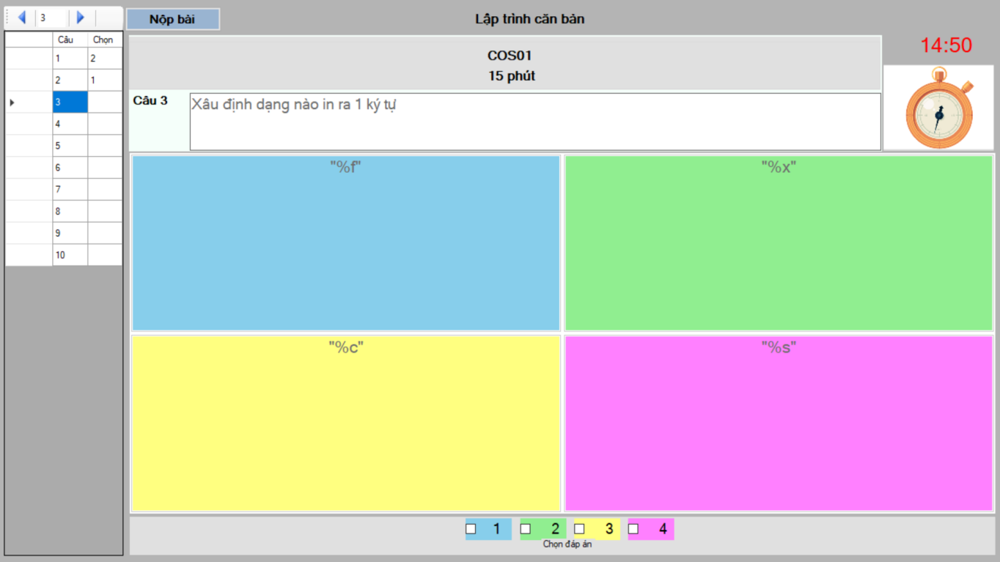 3
Nộp bài
Lập trình căn bản
Câu Chọn
1 2
2 1
3
4
5
6
7
8
9
10
COS01
15 phút
14:50
Câu 3
Xâu định dạng nào in ra 1 ký tự
"%f"
"%x"
"%c"
"%s"
1 2 3 4
Chọn đáp án